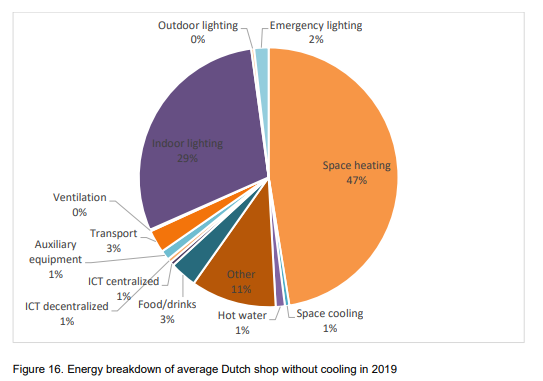 Outdoor lighting
0%
Emergency lighting
2%
Indoor lighting
29%
Space heating
47%
Ventilation
0%
Transport
3%
Auxiliary
equipment
1%
ICT centralized
1%
ICT decentralized
1%
Food/drinks
3%
Other
11%
Hot water
1%
Space cooling
1%
Figure 16. Energy breakdown of average Dutch shop without cooling in 2019